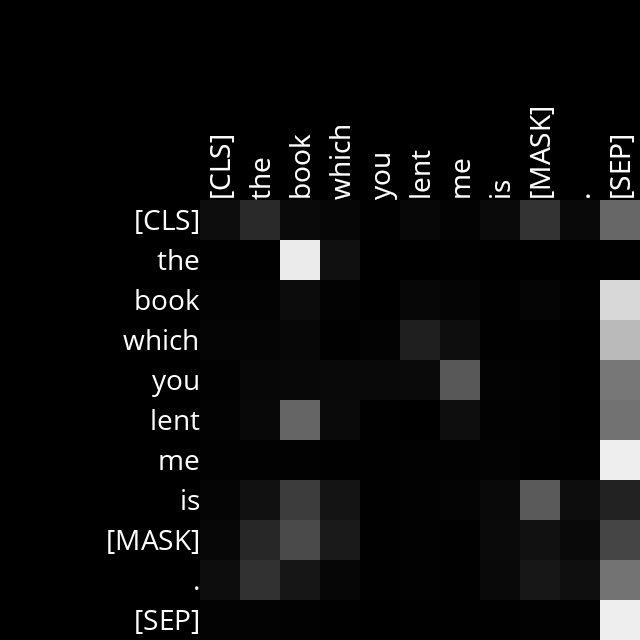 [CLS] the book which you lent me is [MASK] . [SEP]
[CLS]
the
book
which
you
lent
me
is
[MASK]
.
[SEP]